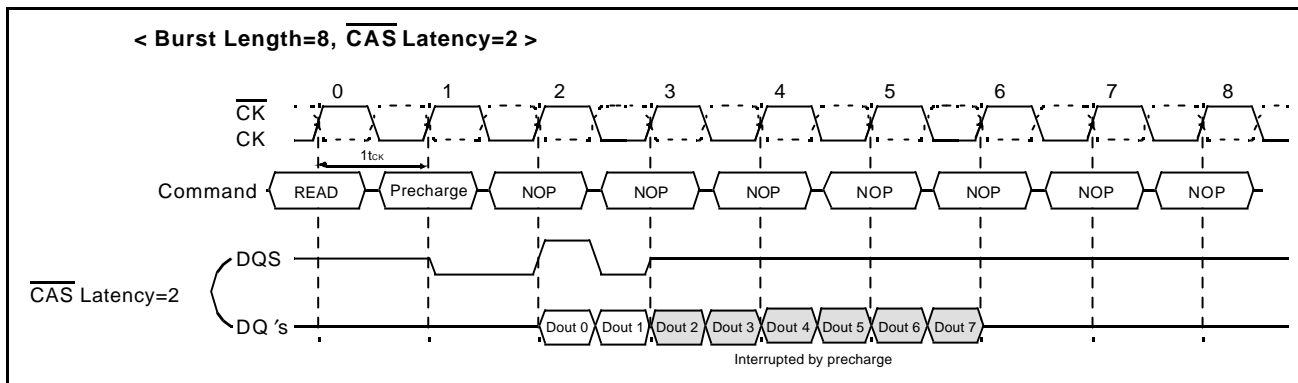 < Burst Length=8, CAS Latency=2 >
0 1 2 3 4 5 6 7 8
CK
CK
1tCK
Command READ Precharge NOP NOP NOP NOP NOP NOP NOP
DQS
CAS Latency=2
DQ 's Dout 0 Dout 1 Dout 2 Dout 3 Dout 4 Dout 5 Dout 6 Dout 7
Interrupted by precharge